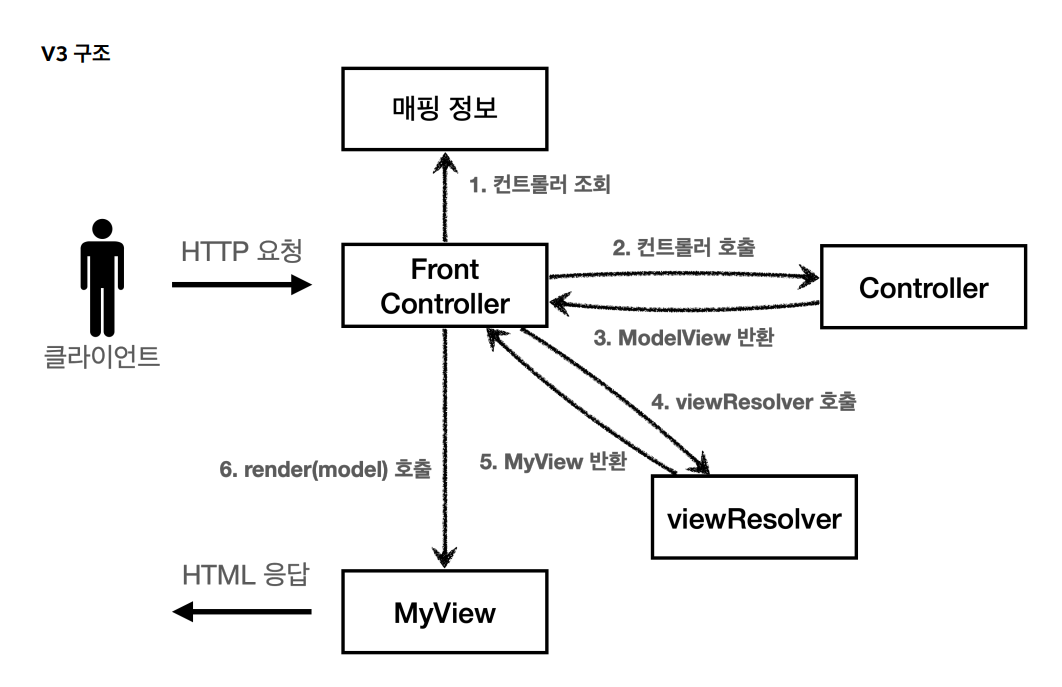 V3 구조
매핑 정보
1. 컨트롤러 조회
HTTP 요청
클라이언트
Front
Controller
2. 컨트롤러 호출
Controller
3. ModelView 반환
4. viewResolver 호출
5. MyView 반환
6. render(model) 호출
viewResolver
HTML 응답
MyView